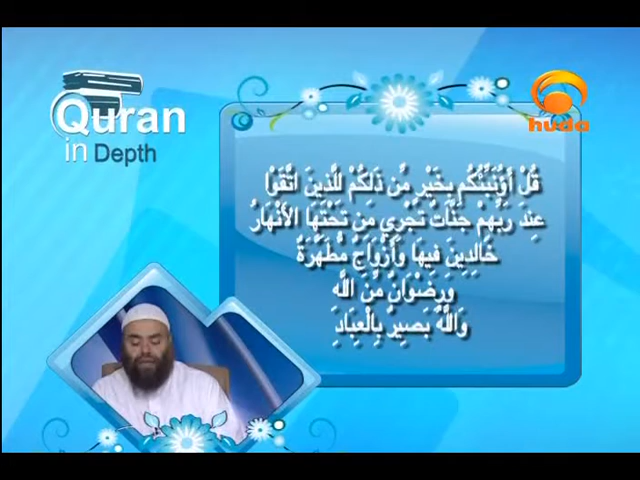 Quran
in Depth
huda
قُلْ أَؤُنَبِّئُكُم بِخَيْرٍ مِّن ذَلِكُمْ لِلَّذِينَ اتَّقَوْا
عِندَ رَبِّهِمْ جَنَّاتٌ تَجْرِي مِن تَحْتِهَا الأَنْهَارُ
خَالِدِينَ فِيهَا وَأَزْوَاجٌ مُّطَهَّرَةٌ
وَرِضْوَانٌ مِّنَ اللَّهِ
وَاللَّهُ بَصِيرٌ بِالْعِبَادِ